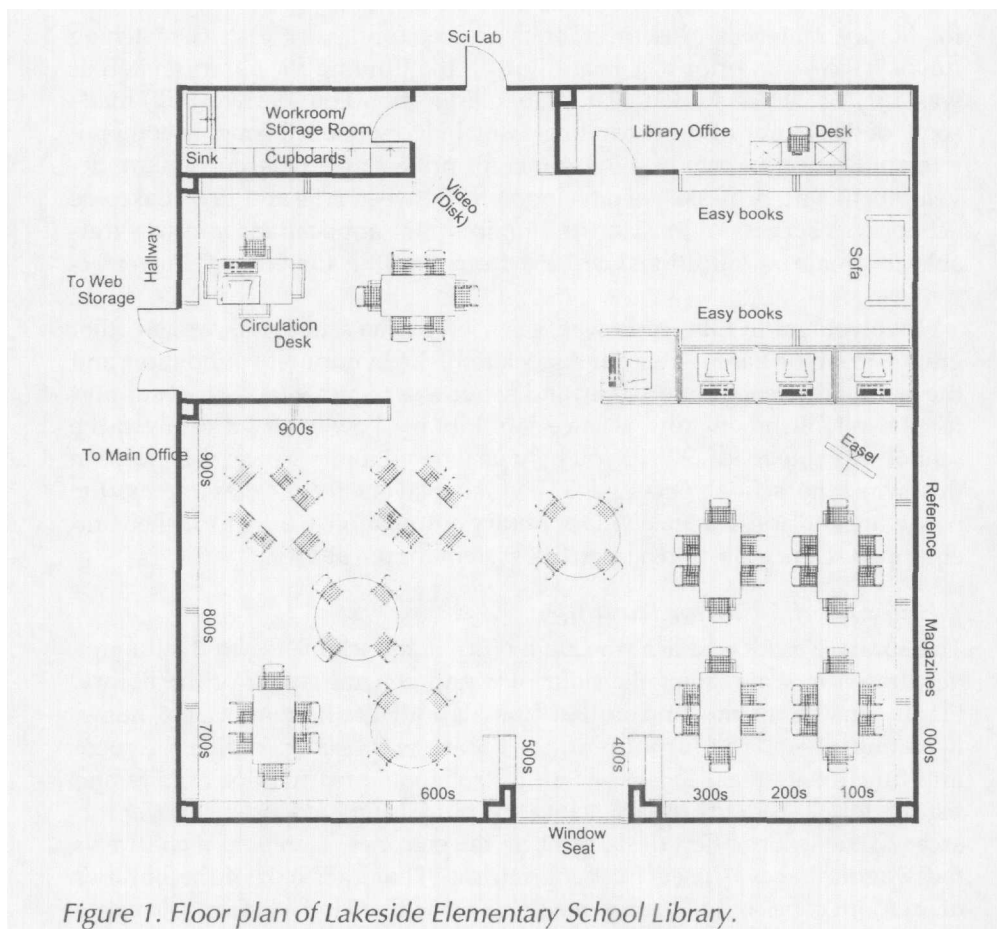 Sci Lab
Workroom/
Storage Room
Sink
Cupboards
Library Office
Desk
Video
(Disk)
Easy books
Hallway
Sofa
To Web
Storage
Circulation
Desk
Easy books
900s
To Main Office
900s
Easel
Reference
800s
Magazines
700s
000s
500s
400s
600s
300s
200s
100s
Window
Seat
Figure 1. Floor plan of Lakeside Elementary School Library.